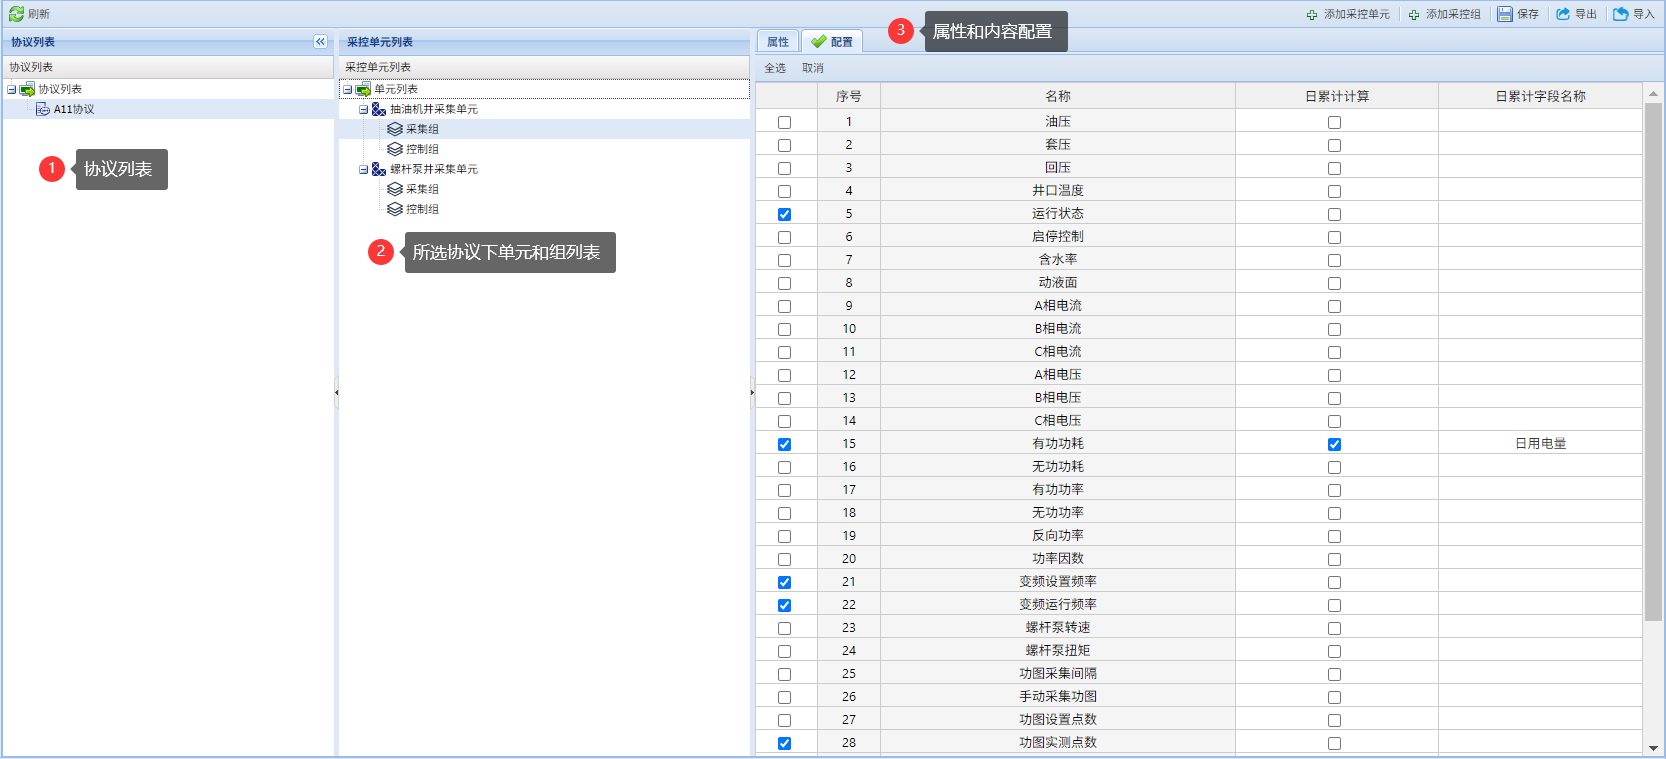 刷新
添加采控单元
添加采控组
保存
导出
导入
协议列表
协议列表
协议列表
A11协议
1
协议列表
采控单元列表
采控单元列表
单元列表
抽油机井采集单元
采集组
控制组
螺杆泵井采集单元
采集组
控制组
2
所选协议下单元和组列表
属性
配置
3
属性和内容配置
全选 取消
序号 名称 日累计计算 日累计字段名称
1 油压
2 套压
3 回压
4 井口温度
5 运行状态
6 启停控制
7 含水率
8 动液面
9 A相电流
10 B相电流
11 C相电流
12 A相电压
13 B相电压
14 C相电压
15 有功功耗 日用电量
16 无功功耗
17 有功功率
18 无功功率
19 反向功率
20 功率因数
21 变频设置频率
22 变频运行频率
23 螺杆泵转速
24 螺杆泵扭矩
25 功图采集间隔
26 手动采集功图
27 功图设置点数
28 功图实测点数